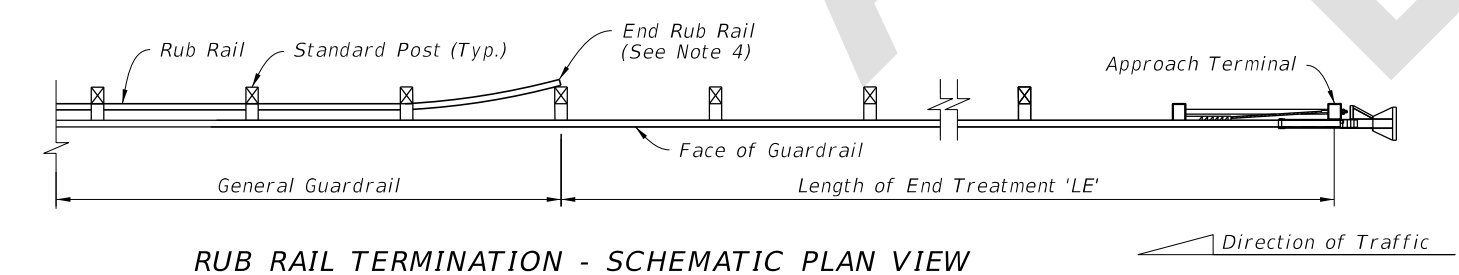 End Rub Rail
(See Note 4)
Rub Rail
Standard Post (Typ.)
Approach Terminal
Face of Guardrail
General Guardrail
Length of End Treatment 'LE'
RUB RAIL TERMINATION - SCHEMATIC PLAN VIEW
Direction of Traffic